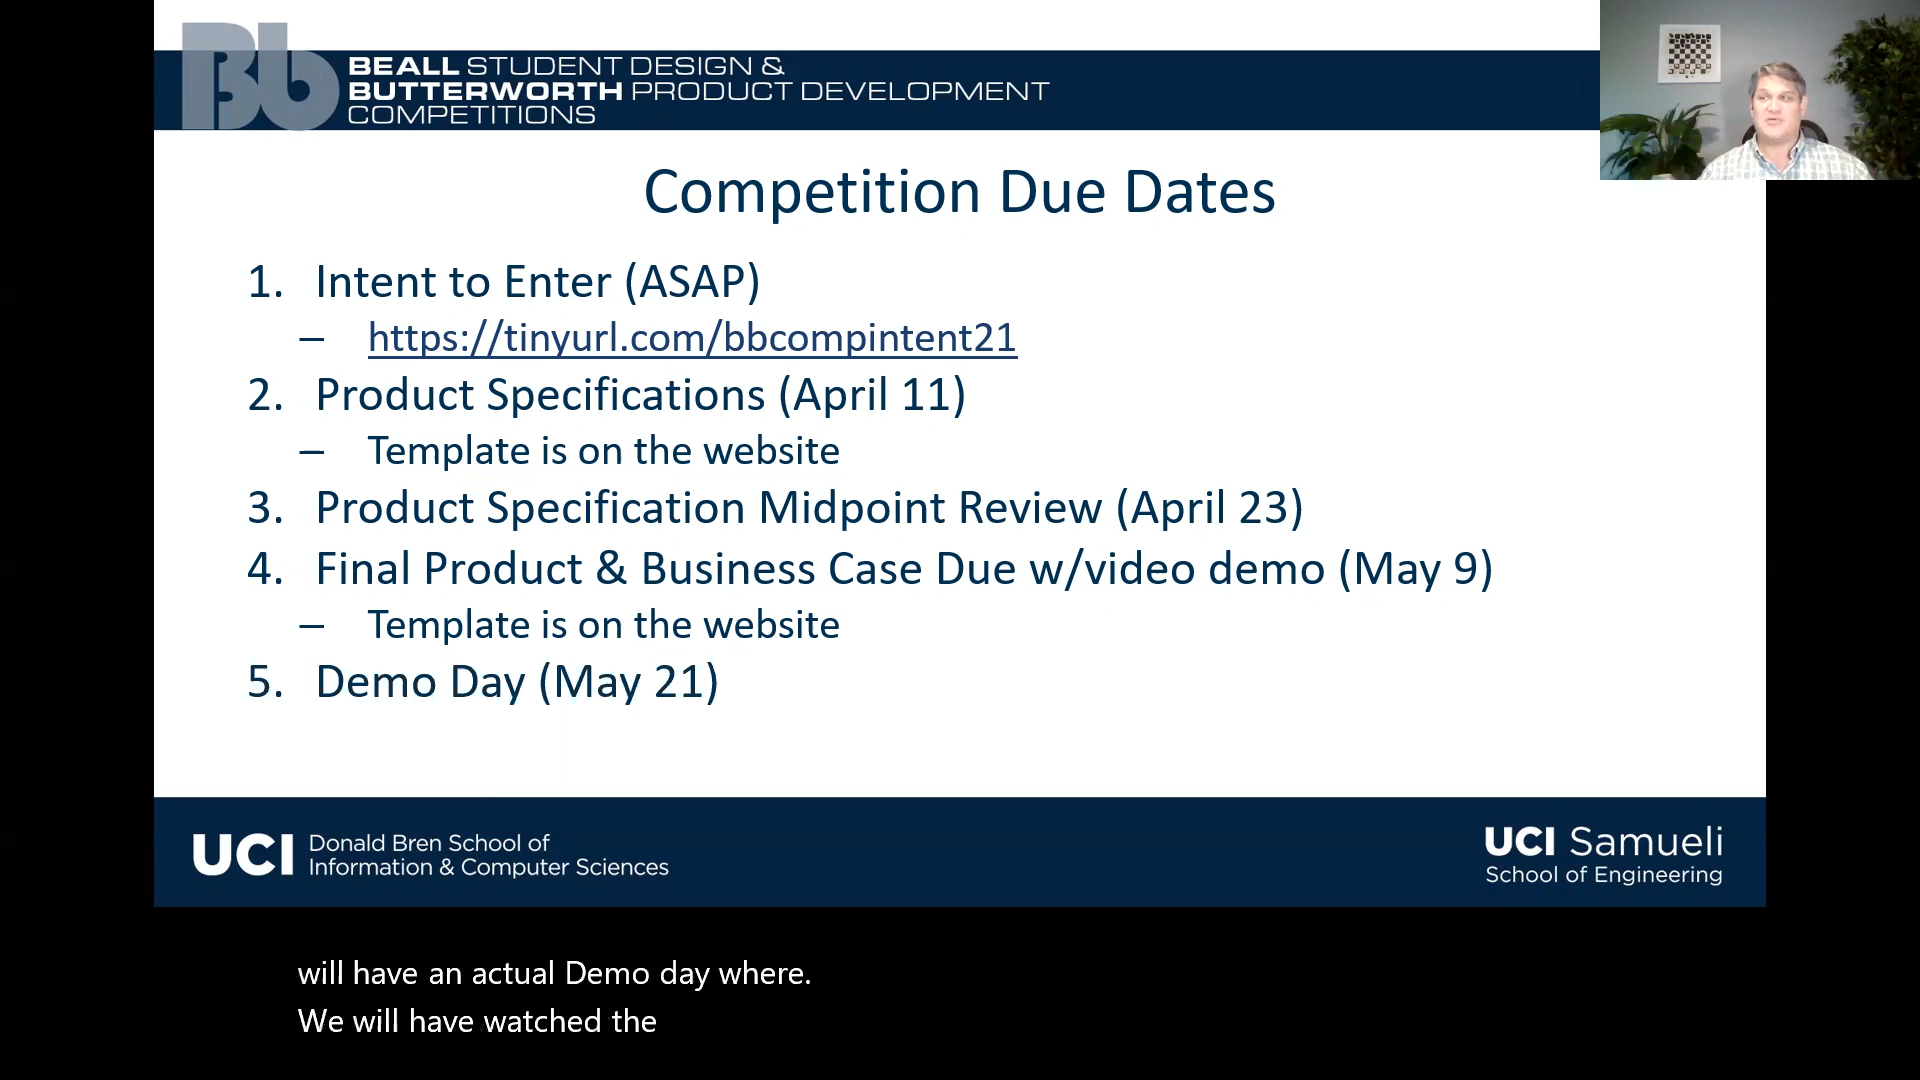 Bb
BEALL STUDENT DESIGN &
BUTTERWORTH PRODUCT DEVELOPMENT
COMPETITIONS
Competition Due Dates
1. Intent to Enter (ASAP)
– https://tinyurl.com/bbcompintent21
2. Product Specifications (April 11)
– Template is on the website
3. Product Specification Midpoint Review (April 23)
4. Final Product & Business Case Due w/video demo (May 9)
– Template is on the website
5. Demo Day (May 21)
UCI Donald Bren School of
Information & Computer Sciences
UCI Samueli
School of Engineering
will have an actual Demo day where.
We will have watched the